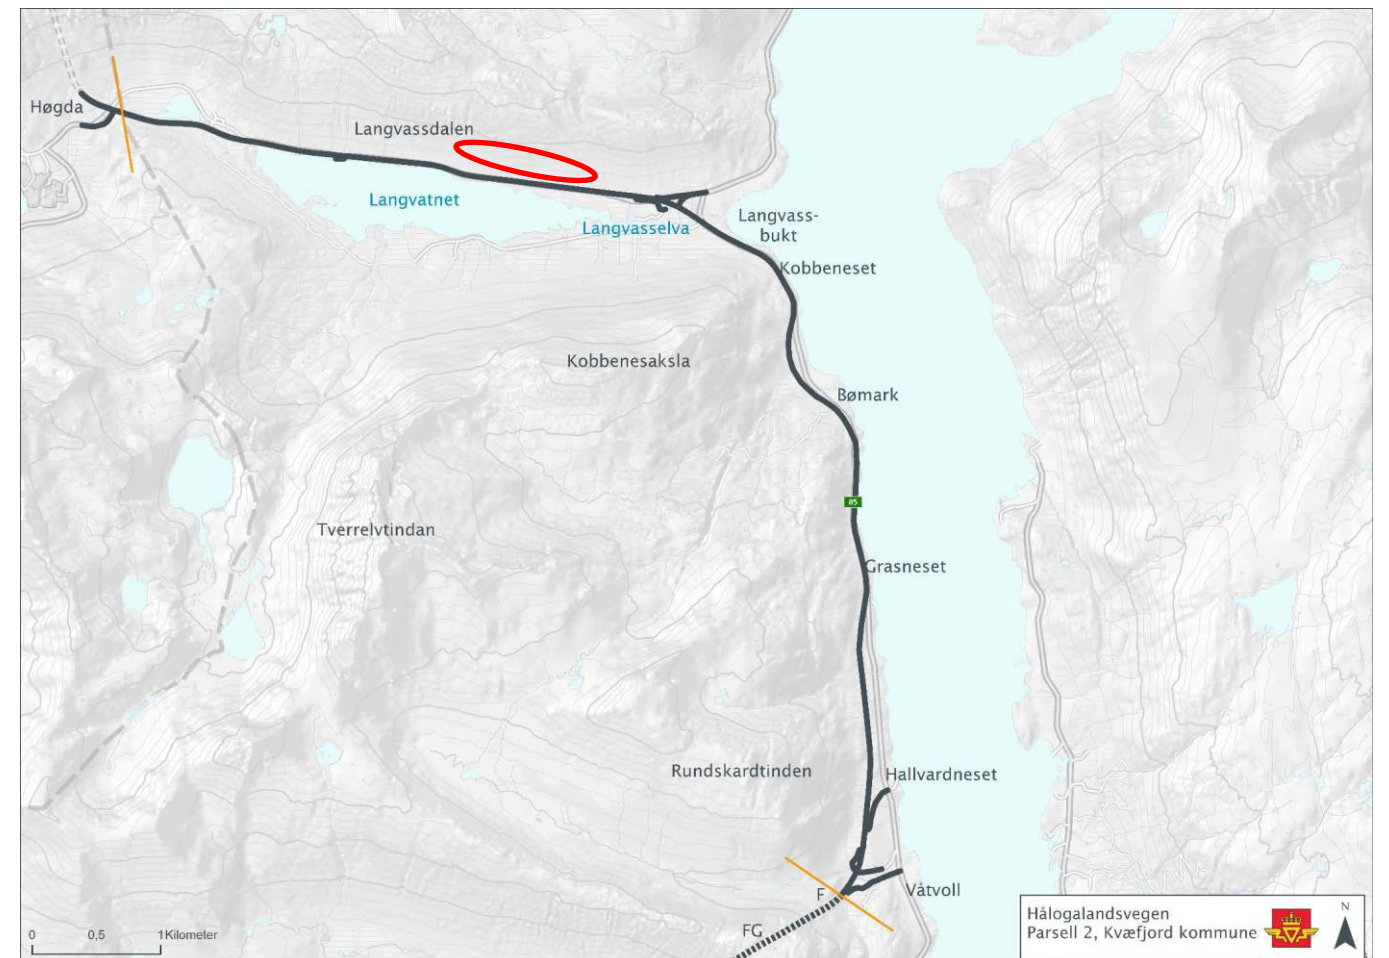 Høgda
Langvassdalen
Langvatnet
Langvasselva
Langvass-
bukt
Kobbeneset
Kobbenesaksla
Bømark
85
Tverrelvtindan
Grasneset
Rundskardtinden
Hallvardneset
F
Våtvoll
FG
0 0,5 1Kilometer
Hålogalandsvegen
Parsell 2, Kvæfjord kommune
N